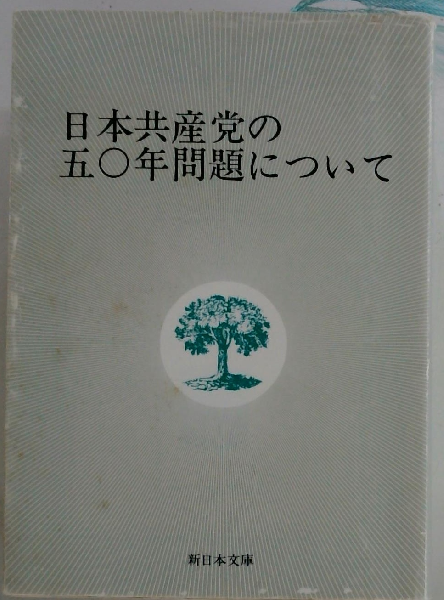 日本共産党の
五〇年問題について
新日本文庫